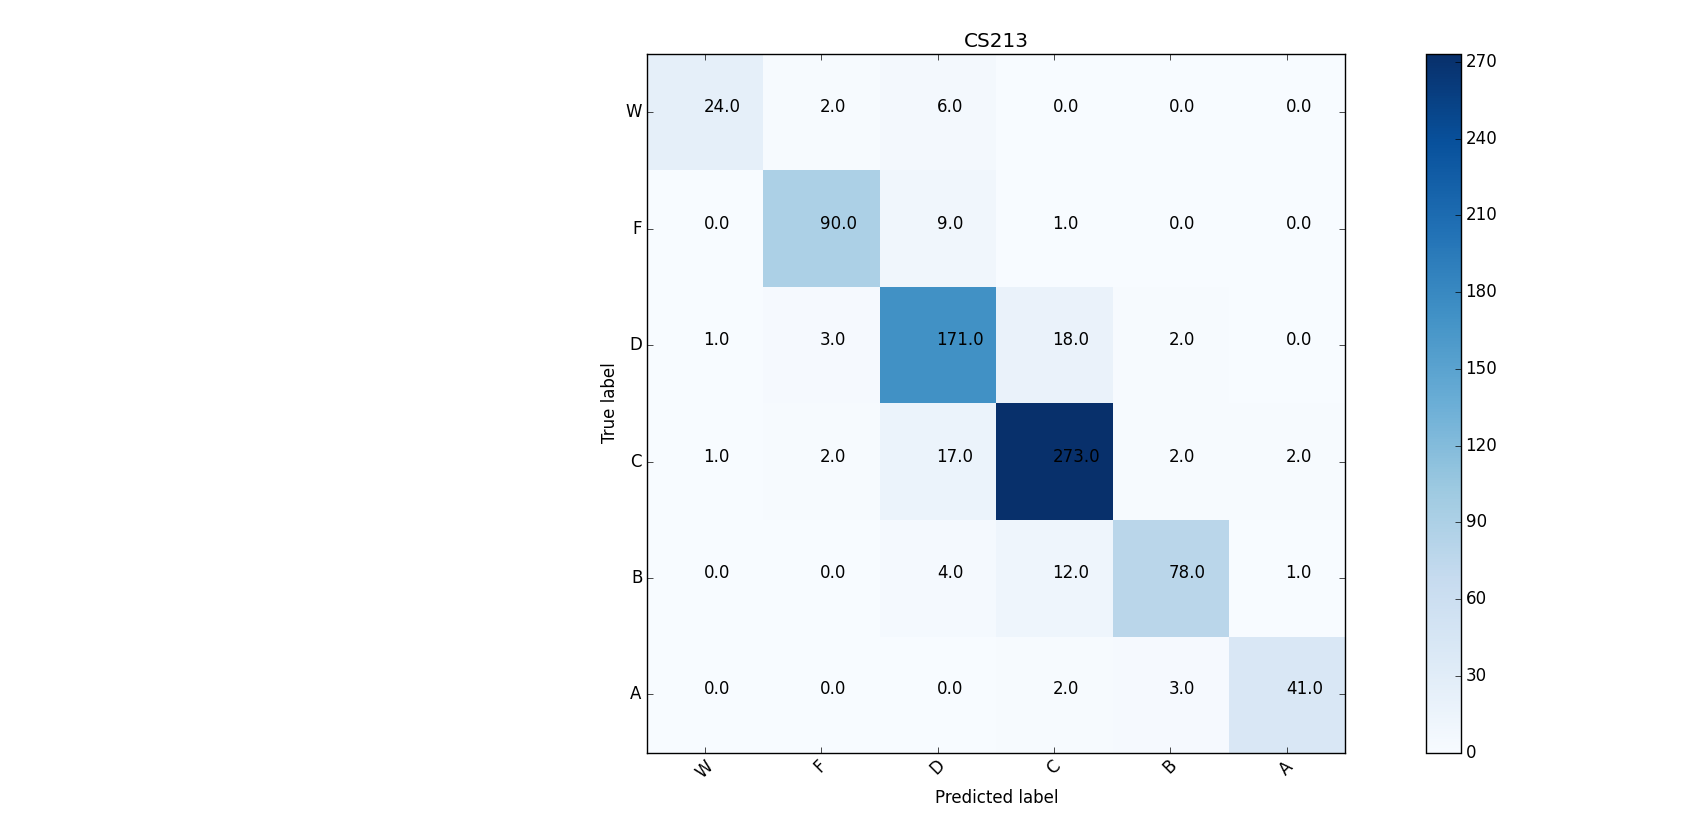 CS213
W 24.0 2.0 6.0 0.0 0.0 0.0
F 0.0 90.0 9.0 1.0 0.0 0.0
D 1.0 3.0 171.0 18.0 2.0 0.0
C 1.0 2.0 17.0 273.0 2.0 2.0
B 0.0 0.0 4.0 12.0 78.0 1.0
A 0.0 0.0 0.0 2.0 3.0 41.0
True label
W F D C B A
Predicted label
270
240
210
180
150
120
90
60
30
0